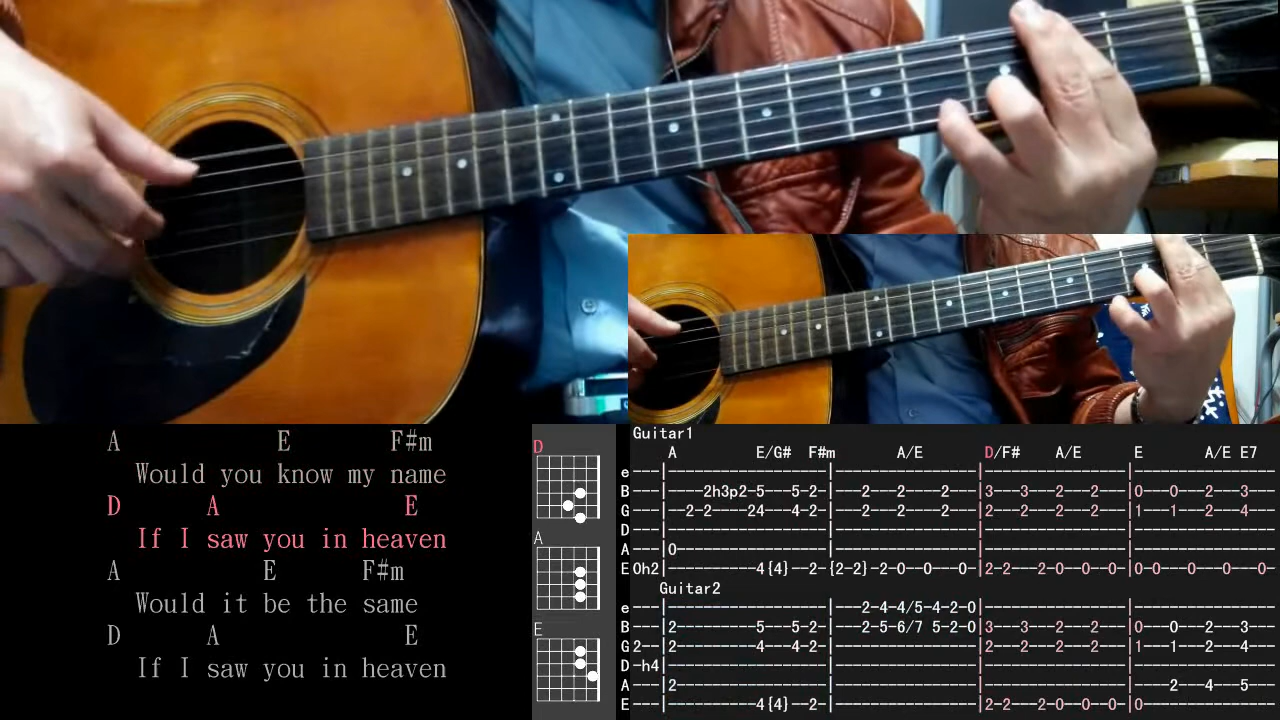 A E F#m
Would you know my name
D A E
If I saw you in heaven
A E F#m
Would it be the same
D A E
If I saw you in heaven
D
A
E
Guitar1
A E/G# F#m A/E D/F# A/E E A/E E7
e---|------------------|----------------|----------------|----------------
B---|----2h3p2-5---5-2-|---2---2----2---|3---3---2---2---|0---0---2---3---
G---|--2-2----24---4-2-|---2---2----2---|2---2---2---2---|1---1---2---4---
D---|------------------|----------------|----------------|----------------
A---|0-----------------|----------------|----------------|----------------
E 0h2|----------4{4}--2-|{2-2}-2-0--0---0-|2-2---2-0--0--0-|0-0----0----0---0-
Guitar2
e---|------------------|---2-4-4/5-4-2-0|----------------|----------------
B---|2---------5---5-2-|---2-5-6/7 5-2-0|3---3---2---2---|0---0---2---3---
G 2--|2---------4---4-2-|----------------|2---2---2---2---|1---1---2---4---
D -h4|------------------|----------------|----------------|----------------
A---|2-----------------|----------------|----------------|----2---4---5---
E---|----------4{4}--2-|----------------|2-2---2-0--0--0-|0---------------